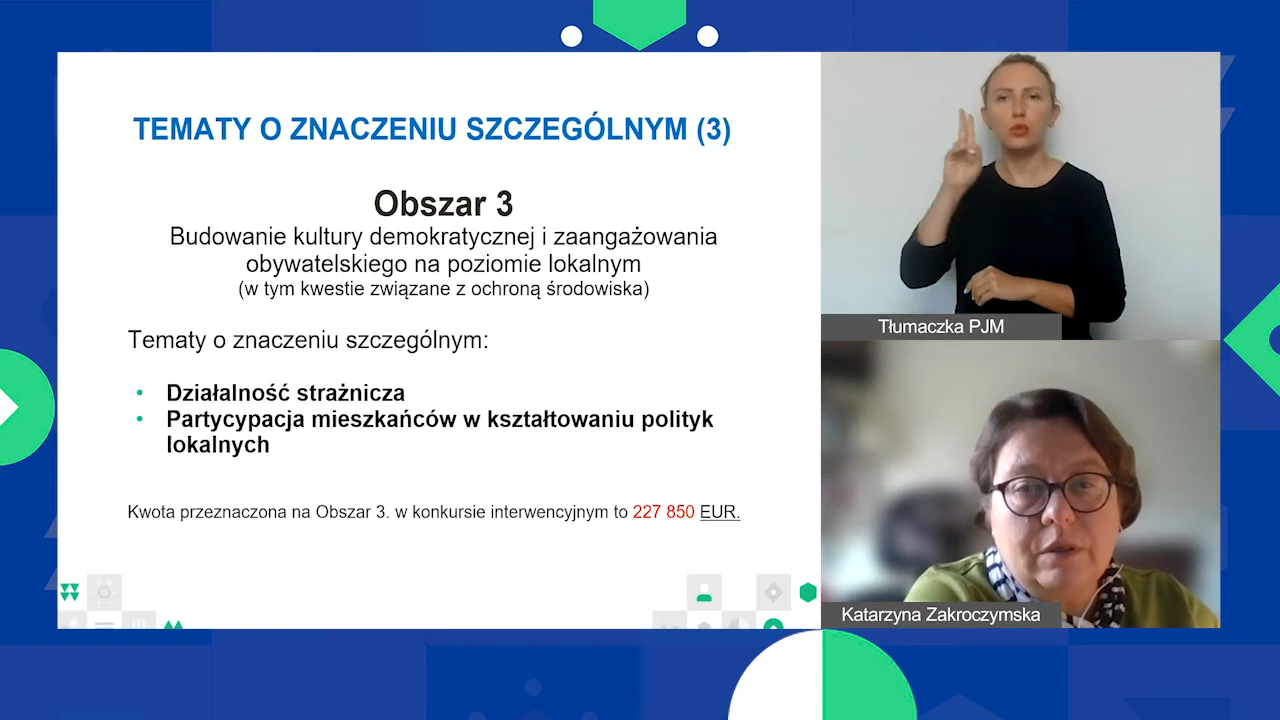 TEMATY O ZNACZENIU SZCZEGÓLNYM (3)
Obszar 3
Budowanie kultury demokratycznej i zaangażowania
obywatelskiego na poziomie lokalnym
(w tym kwestie związane z ochroną środowiska)
Tematy o znaczeniu szczególnym:
• Działalność strażnicza
• Partycypacja mieszkańców w kształtowaniu polityk
lokalnych
Kwota przeznaczona na Obszar 3. w konkursie interwencyjnym to 227 850 EUR.
Tłumaczka PJM
Katarzyna Zakroczymska